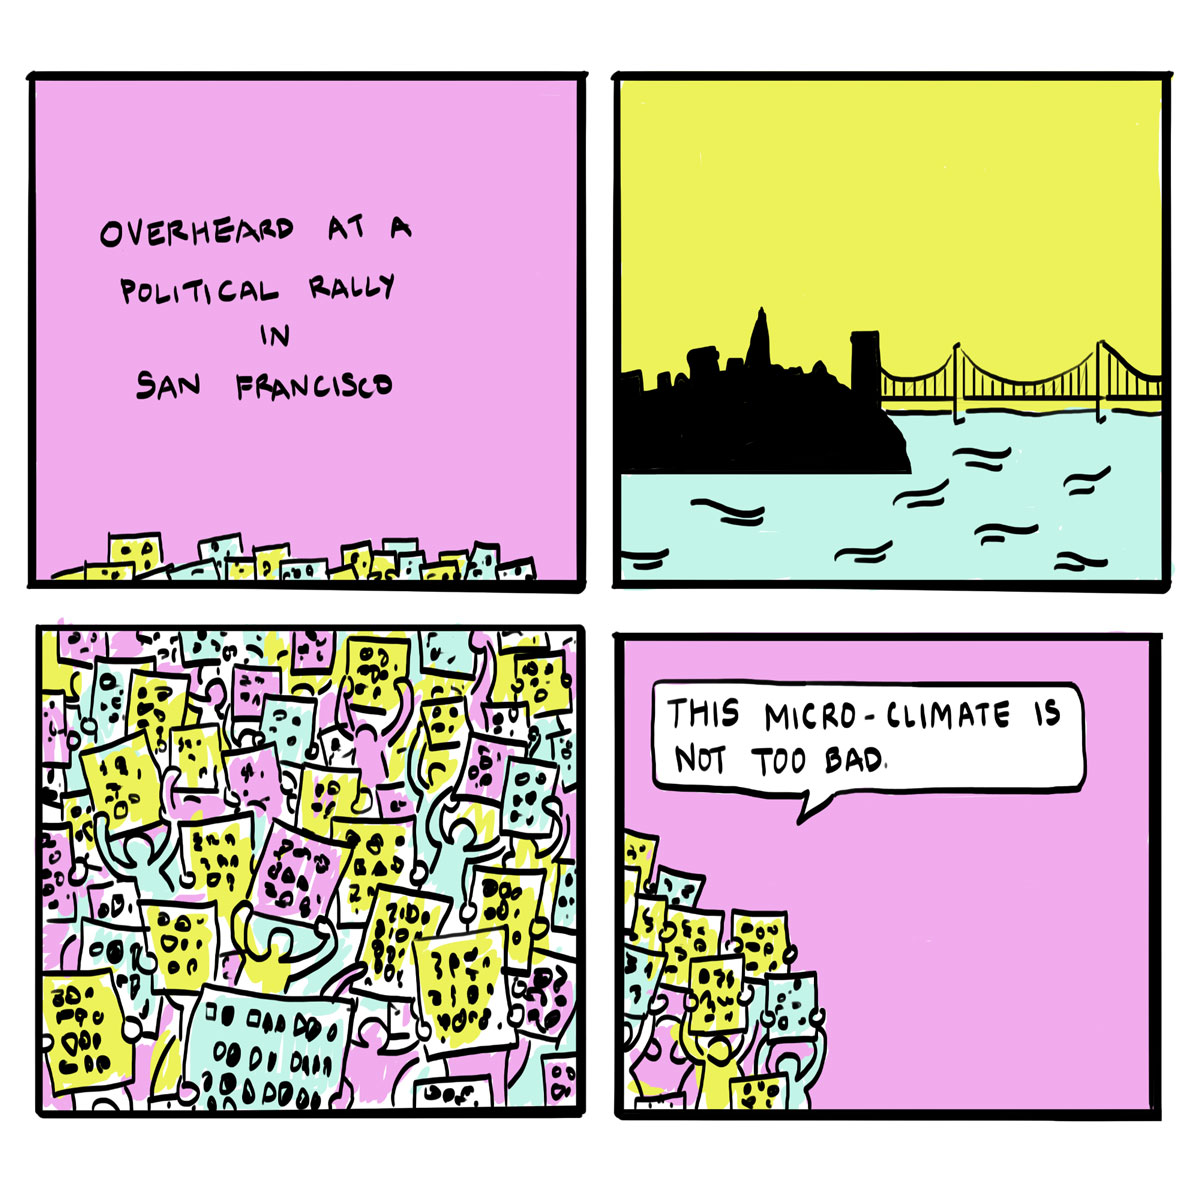 OVERHEARD AT A
POLITICAL RALLY
IN
SAN FRANCISCO
THIS MICRO-CLIMATE IS
NOT TOO BAD.